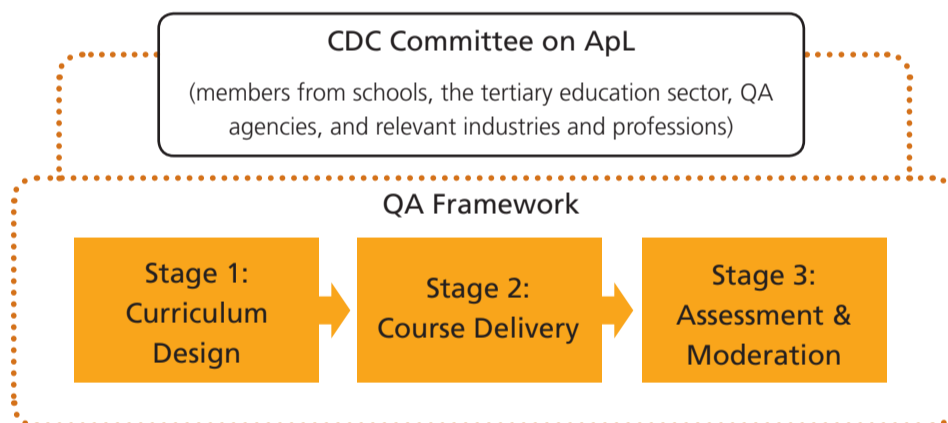 CDC Committee on ApL
(members from schools, the tertiary education sector, QA
agencies, and relevant industries and professions)
QA Framework
Stage 1:
Curriculum
Design
Stage 2:
Course Delivery
Stage 3:
Assessment &
Moderation